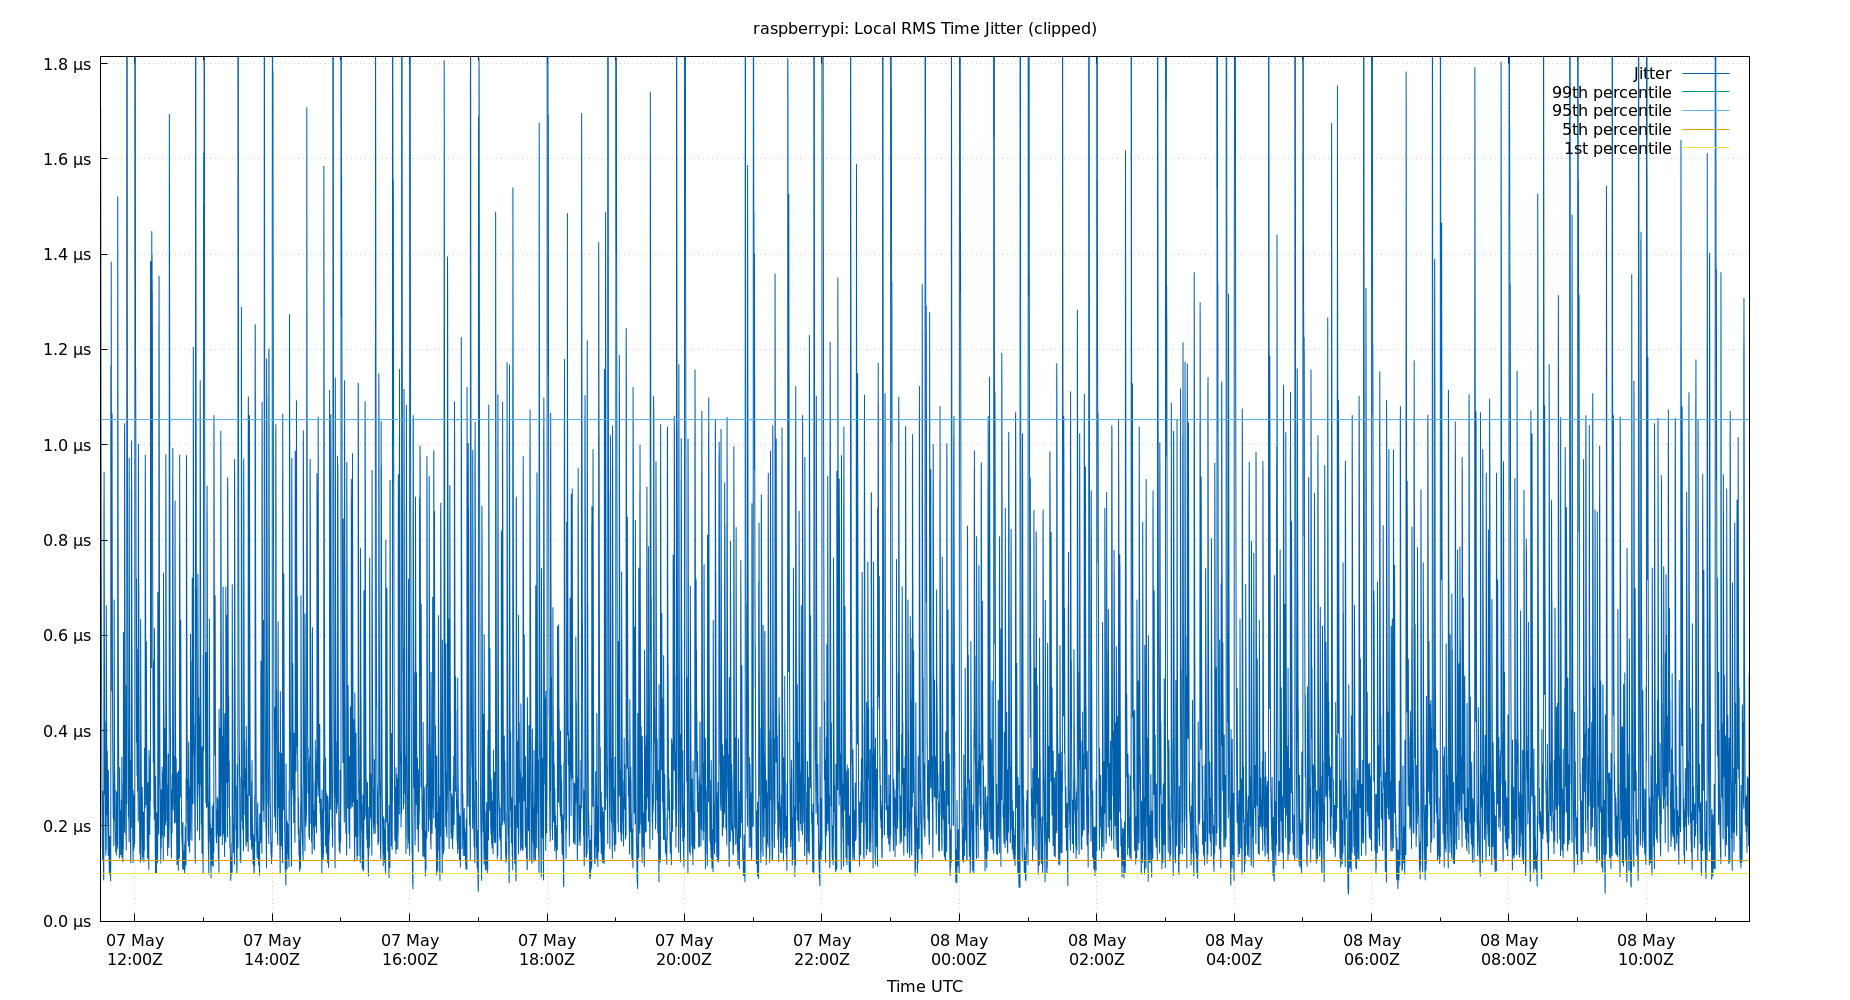 raspberrypi: Local RMS Time Jitter (clipped)
1.8 µs
1.6 µs
1.4 µs
1.2 µs
1.0 µs
0.8 µs
0.6 µs
0.4 µs
0.2 µs
0.0 µs
Jitter
99th percentile
95th percentile
5th percentile
1st percentile
07 May 07 May 07 May 07 May 07 May 07 May 08 May 08 May 08 May 08 May 08 May 08 May
12:00Z 14:00Z 16:00Z 18:00Z 20:00Z 22:00Z 00:00Z 02:00Z 04:00Z 06:00Z 08:00Z 10:00Z
Time UTC